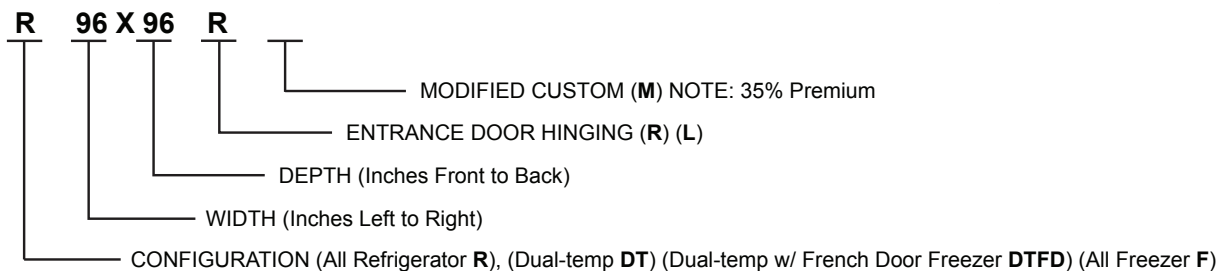 R 96 X 96 R
MODIFIED CUSTOM (M) NOTE: 35% Premium
ENTRANCE DOOR HINGING (R) (L)
DEPTH (Inches Front to Back)
WIDTH (Inches Left to Right)
CONFIGURATION (All Refrigerator R), (Dual-temp DT) (Dual-temp w/ French Door Freezer DTFD) (All Freezer F)